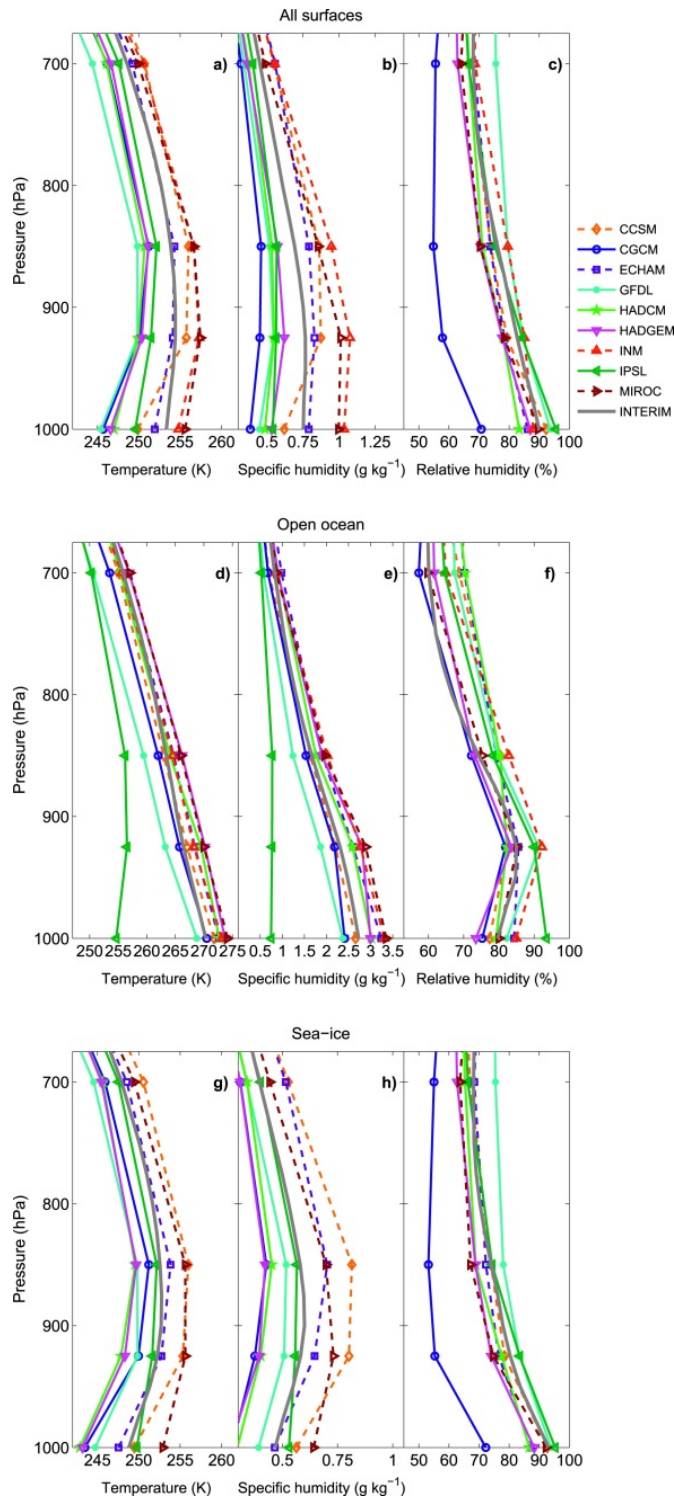 All surfaces
a) b) c)
700
800
900
1000
Pressure (hPa)
245 250 255 260
0.5 0.75 1 1.25
50 60 70 80 90 100
Temperature (K) Specific humidity (g kg⁻¹) Relative humidity (%)
CCSM
CGCM
ECHAM
GFDL
HADCM
HADGEM
INM
IPSL
MIROC
INTERIM
Open ocean
d) e) f)
700
800
900
1000
Pressure (hPa)
250 255 260 265 270 275
0.5 1 1.5 2 2.5 3 3.5
60 70 80 90 100
Temperature (K) Specific humidity (g kg⁻¹) Relative humidity (%)
Sea−ice
g) h)
700
800
900
1000
Pressure (hPa)
245 250 255 260
0.5 0.75 1
50 60 70 80 90 100
Temperature (K) Specific humidity (g kg⁻¹) Relative humidity (%)